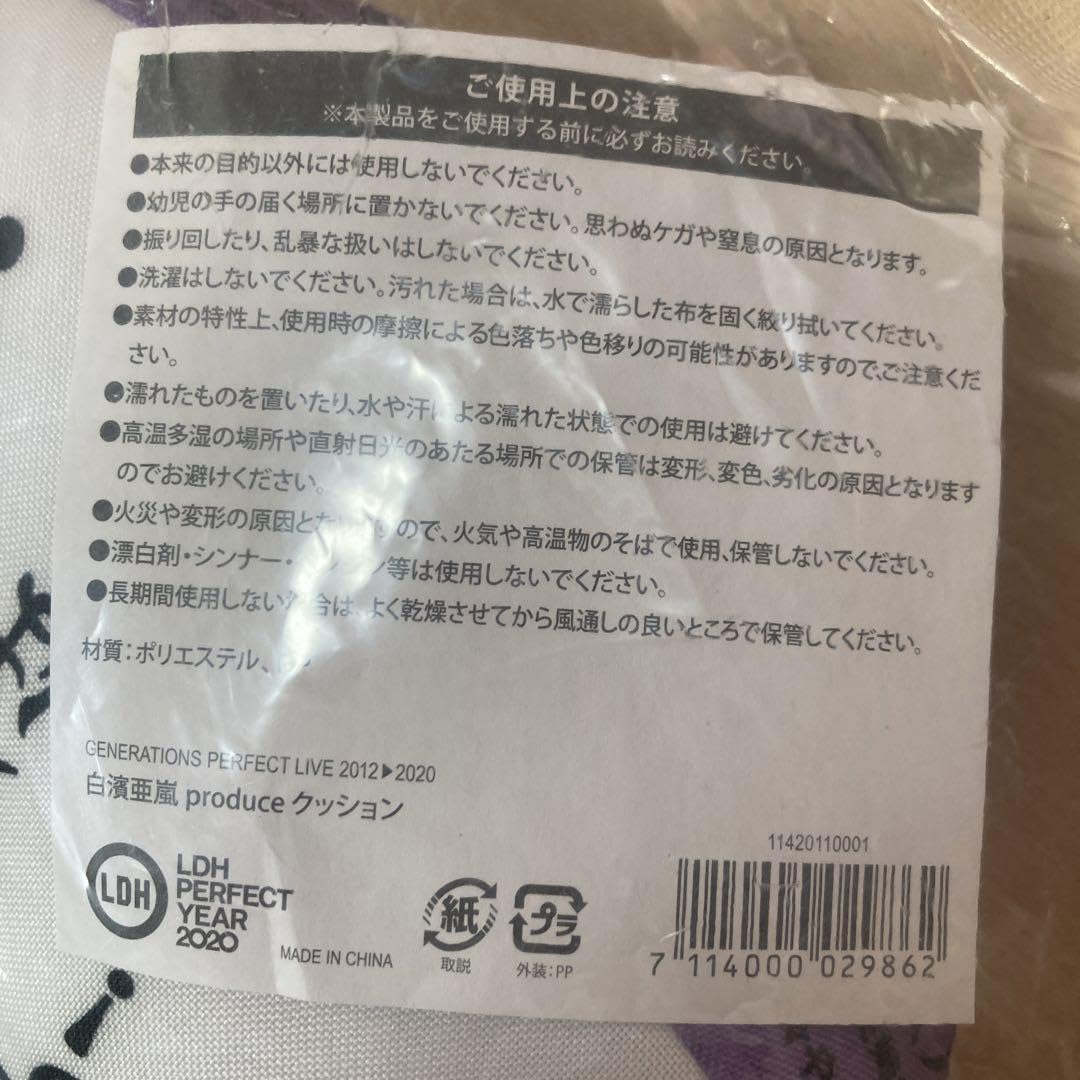 ご使用上の注意
※本製品をご使用する前に必ずお読みください。
●本来の目的以外には使用しないでください。
●幼児の手の届く場所に置かないでください。思わぬケガや窒息の原因となります。
●振り回したり、乱暴な扱いはしないでください。
●洗濯はしないでください。汚れた場合は、水で濡らした布を固く絞り拭いてください。
●素材の特性上、使用時の摩擦による色落ちや色移りの可能性がありますので、ご注意くだ
さい。
●濡れたものを置いたり、水や汗による濡れた状態での使用は避けてください。
●高温多湿の場所や直射日光のあたる場所での保管は変形、変色、劣化の原因となります
のでお避けください。
●火災や変形の原因と ので、火気や高温物のそばで使用、保管しないでください。
●漂白剤・シンナー・ 等は使用しないでください。
●長期間使用しない場合は、よく乾燥させてから風通しの良いところで保管してください。
材質:ポリエステル、
GENERATIONS PERFECT LIVE 2012▶2020
白濱亜嵐 produce クッション
LDH
LDH
PERFECT
YEAR
2020
MADE IN CHINA
紙
取説
プラ
外装:PP
11420110001
7 114000 029862